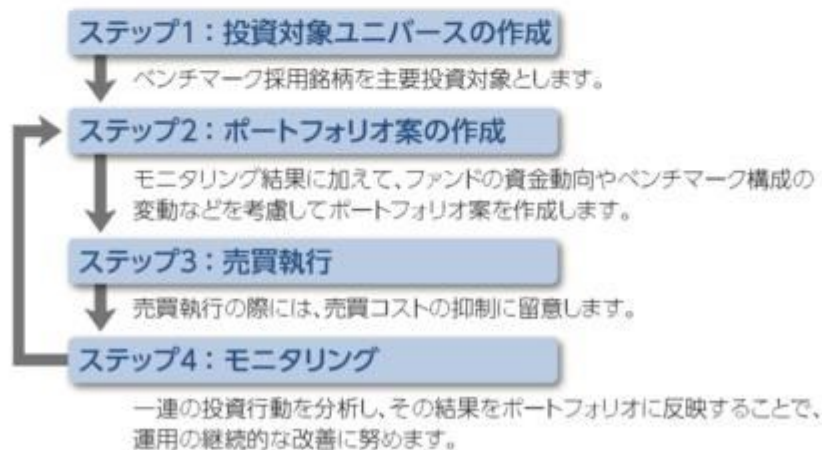 ステップ1：投資対象ユニバースの作成
ベンチマーク採用銘柄を主要投資対象とします。
ステップ2：ポートフォリオ案の作成
モニタリング結果に加えて、ファンドの資金動向やベンチマーク構成の
変動などを考慮してポートフォリオ案を作成します。
ステップ3：売買執行
売買執行の際には、売買コストの抑制に留意します。
ステップ4：モニタリング
一連の投資行動を分析し、その結果をポートフォリオに反映することで、
運用の継続的な改善に努めます。